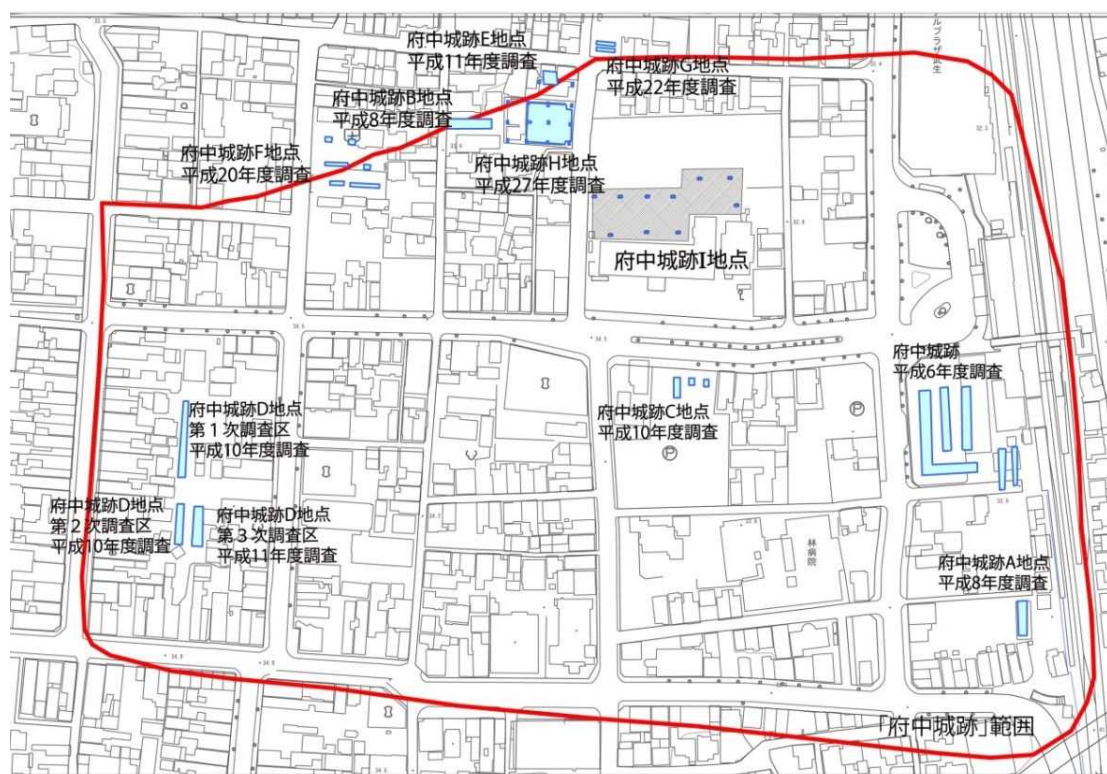 府中城跡E地点
平成11年度調査
府中城跡G地点
平成22年度調査
府中城跡B地点
平成8年度調査
府中城跡F地点
平成20年度調査
府中城跡H地点
平成27年度調査
府中城跡I地点
府中城跡
平成6年度調査
府中城跡C地点
平成10年度調査
府中城跡D地点
第1次調査区
平成10年度調査
府中城跡D地点
第2次調査区
平成10年度調査
府中城跡D地点
第3次調査区
平成11年度調査
林病院
府中城跡A地点
平成8年度調査
「府中城跡」範囲
ルプラザ武生
P
P